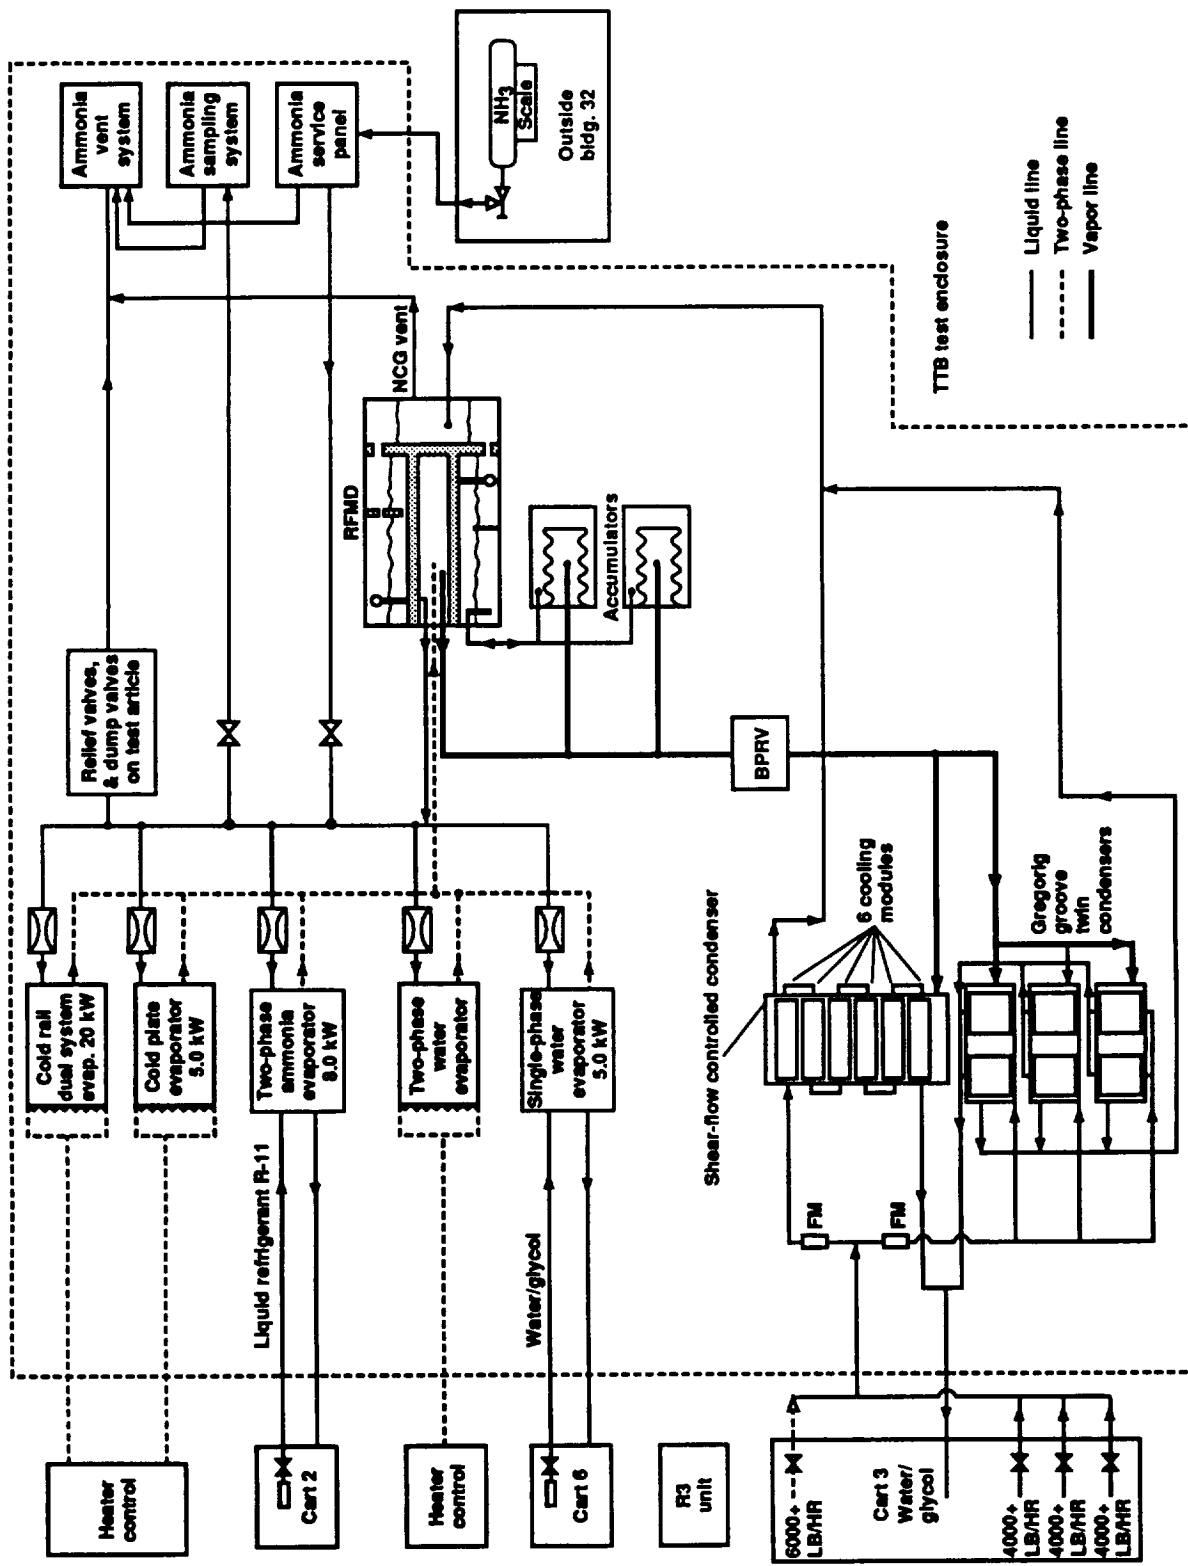 Heater
control
Cart 2
Heater
control
Cart 6
R3
unit
6000+
LB/HR
Cart 3
Water/
glycol
4000+
LB/HR
4000+
LB/HR
4000+
LB/HR
Liquid refrigerant R-11
Water/glycol
Cold rail
dual system
evap. 20 kW
Cold plate
evaporator
5.0 kW
Two-phase
ammonia
evaporator
8.0 kW
Two-phase
water
evaporator
Single-phase
water
evaporator
5.0 kW
FM
FM
Shear-flow controlled condenser
6 cooling
modules
Gregorig
groove
twin
condensers
Relief valves,
& dump valves
on test article
BPRV
RFMD
Accumulators
NCG vent
Ammonia
vent
system
Ammonia
sampling
system
Ammonia
service
panel
NH3
Scale
Outside
bldg. 32
TTB test enclosure
Liquid line
Two-phase line
Vapor line